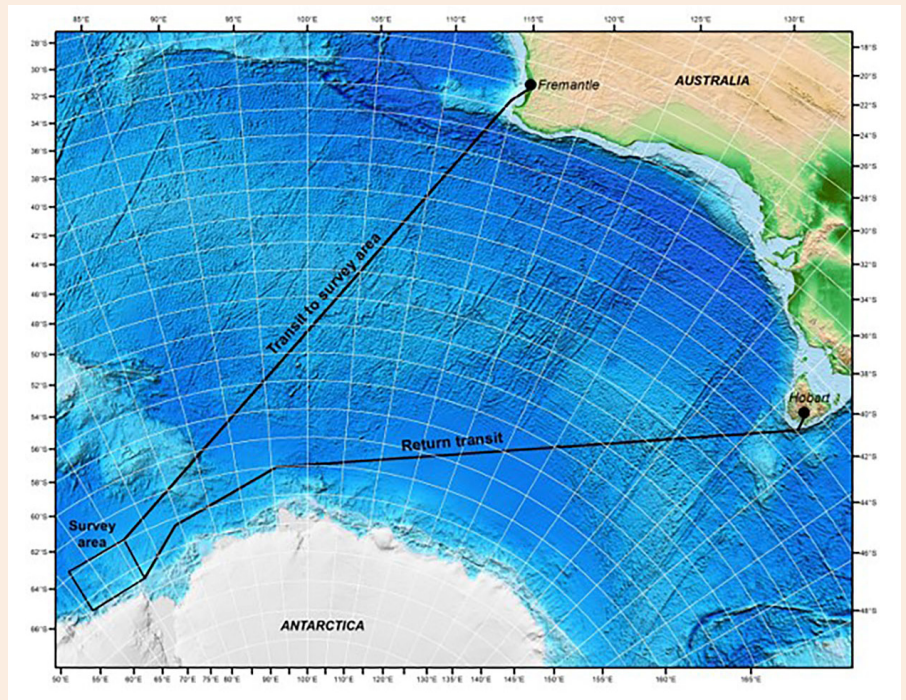 85°E 90°E 95°E 100°E 105°E 110°E 115°E 120°E 125°E 130°E
28°S
30°S
32°S
34°S
36°S
38°S
40°S
42°S
44°S
46°S
48°S
50°S
52°S
54°S
56°S
58°S
60°S
62°S
64°S
66°S
18°S
20°S
22°S
24°S
26°S
28°S
30°S
32°S
34°S
36°S
38°S
40°S
42°S
44°S
46°S
48°S
AUSTRALIA
Fremantle
Transit to survey area
Hobart
Return transit
Survey
area
ANTARCTICA
50°E 55°E 60°E 65°E 70°E 75°E 80°E 90°E 100°E 110°E 120°E 125°E 130°E 135°E 140°E 145°E 150°E 155°E 160°E 165°E